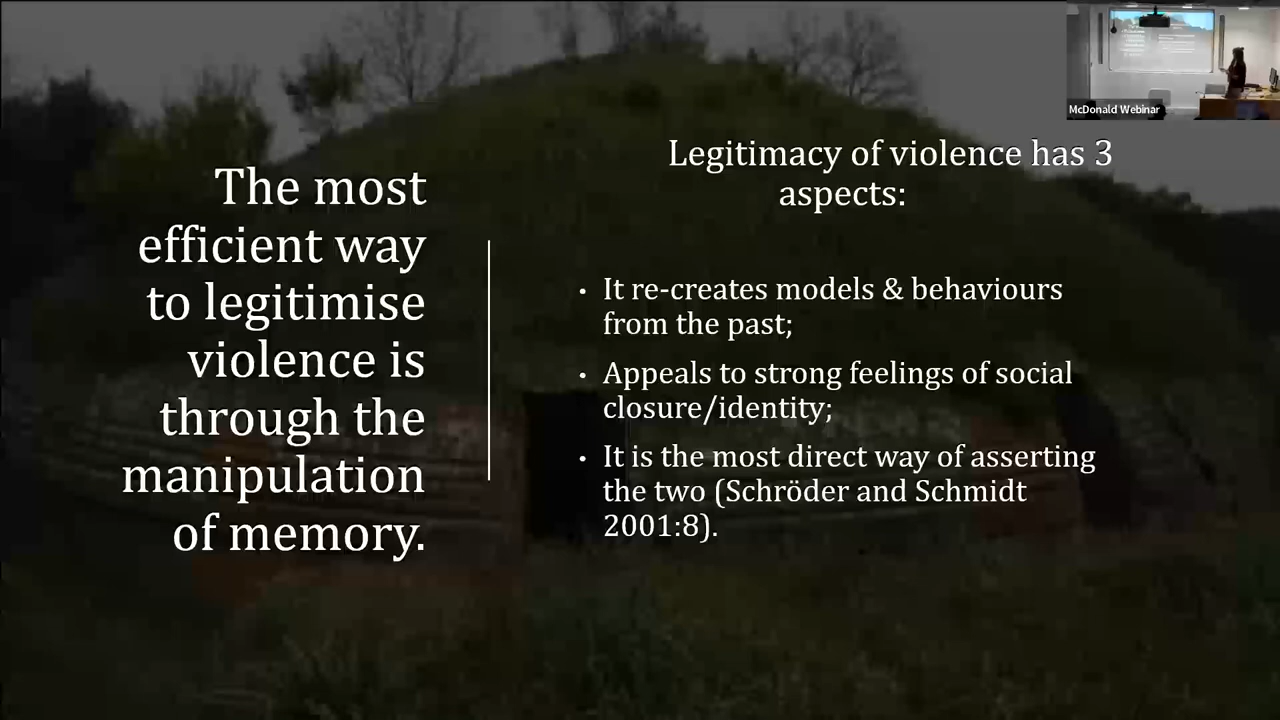 The most
efficient way
to legitimise
violence is
through the
manipulation
of memory.
Legitimacy of violence has 3
aspects:
• It re-creates models & behaviours
from the past;
• Appeals to strong feelings of social
closure/identity;
• It is the most direct way of asserting
the two (Schröder and Schmidt
2001:8).
McDonald Webinar